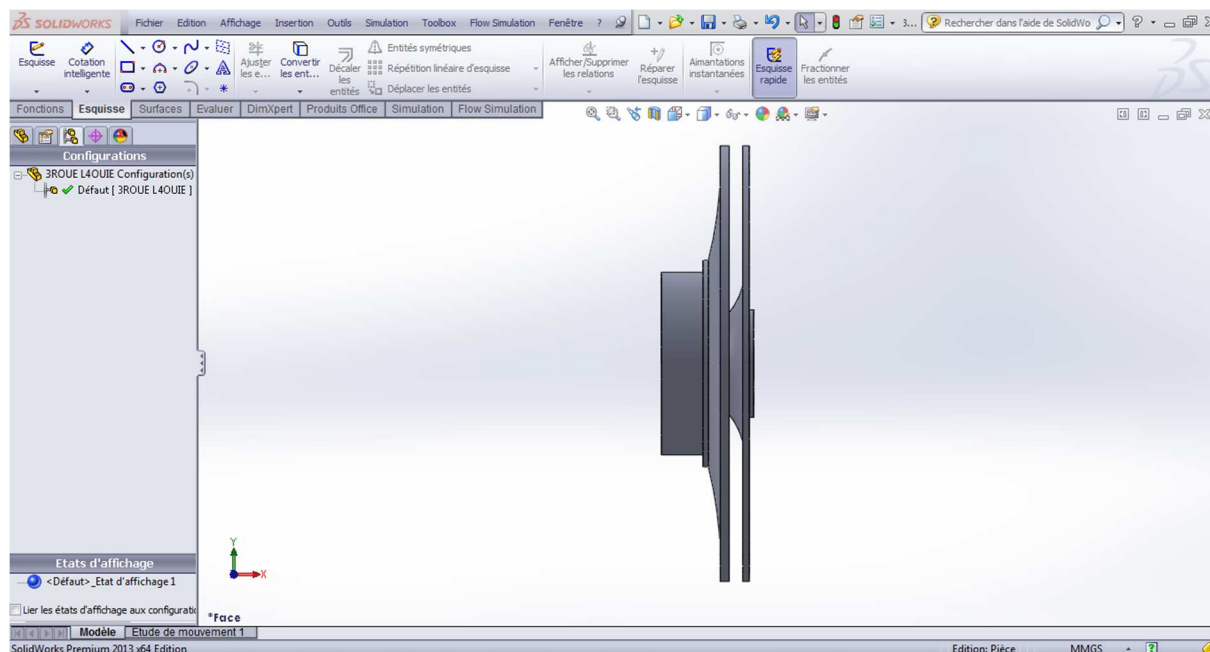 SOLIDWORKS Fichier Edition Affichage Insertion Outils Simulation Toolbox Flow Simulation Fenêtre ? 3... Rechercher dans l'aide de SolidWo ?
Esquisse Cotation intelligente Ajuster les e... Convertir les ent... Décaler les entités Entités symétriques Répétition linéaire d'esquisse Déplacer les entités Afficher/Supprimer les relations Réparer l'esquisse Aimantations instantanées Esquisse rapide Fractionner les entités
Fonctions Esquisse Surfaces Evaluer DimXpert Produits Office Simulation Flow Simulation
Configurations
3ROUE L4OUIE Configuration(s)
Défaut [ 3ROUE L4OUIE ]
Etats d'affichage
<Défaut>_Etat d'affichage 1
Lier les états d'affichage aux configuratio
Y
X
*Face
Modèle Etude de mouvement 1
SolidWorks Premium 2013 x64 Edition Edition: Pièce MMGS ?